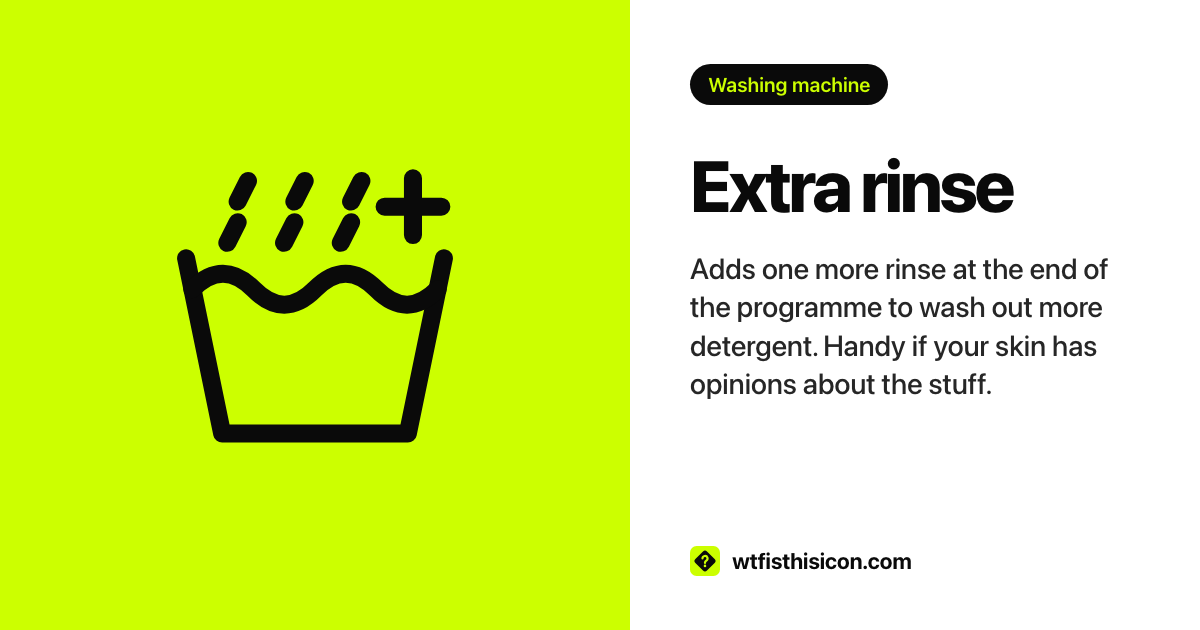 Washing machine
Extra rinse
Adds one more rinse at the end of
the programme to wash out more
detergent. Handy if your skin has
opinions about the stuff.
?
wtfisthisicon.com